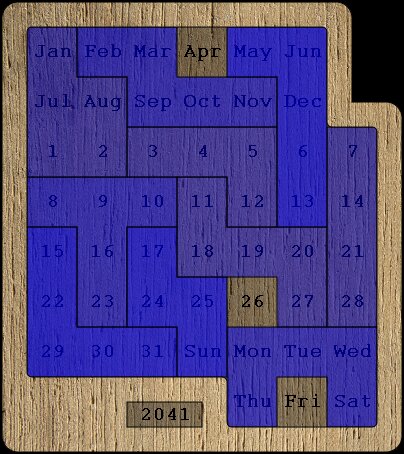 Jan Feb Mar Apr May Jun
Jul Aug Sep Oct Nov Dec
1 2 3 4 5 6 7
8 9 10 11 12 13 14
15 16 17 18 19 20 21
22 23 24 25 26 27 28
29 30 31 Sun Mon Tue Wed
Thu Fri Sat
2041